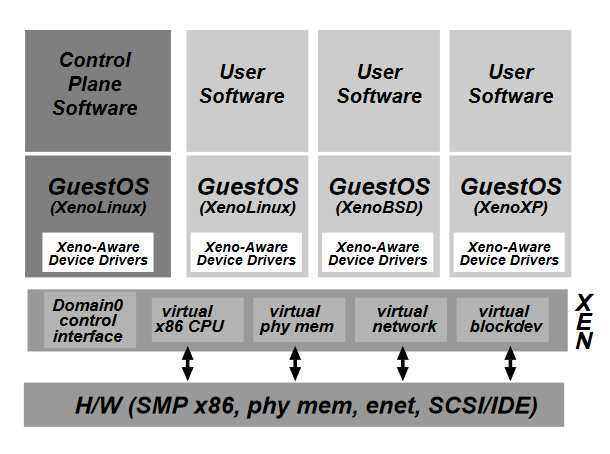 Control
Plane
Software
User
Software
User
Software
User
Software
GuestOS
(XenoLinux)
Xeno-Aware
Device Drivers
GuestOS
(XenoLinux)
Xeno-Aware
Device Drivers
GuestOS
(XenoBSD)
Xeno-Aware
Device Drivers
GuestOS
(XenoXP)
Xeno-Aware
Device Drivers
Domain0
control
interface
virtual
x86 CPU
virtual
phy mem
virtual
network
virtual
blockdev
XEN
H/W (SMP x86, phy mem, enet, SCSI/IDE)